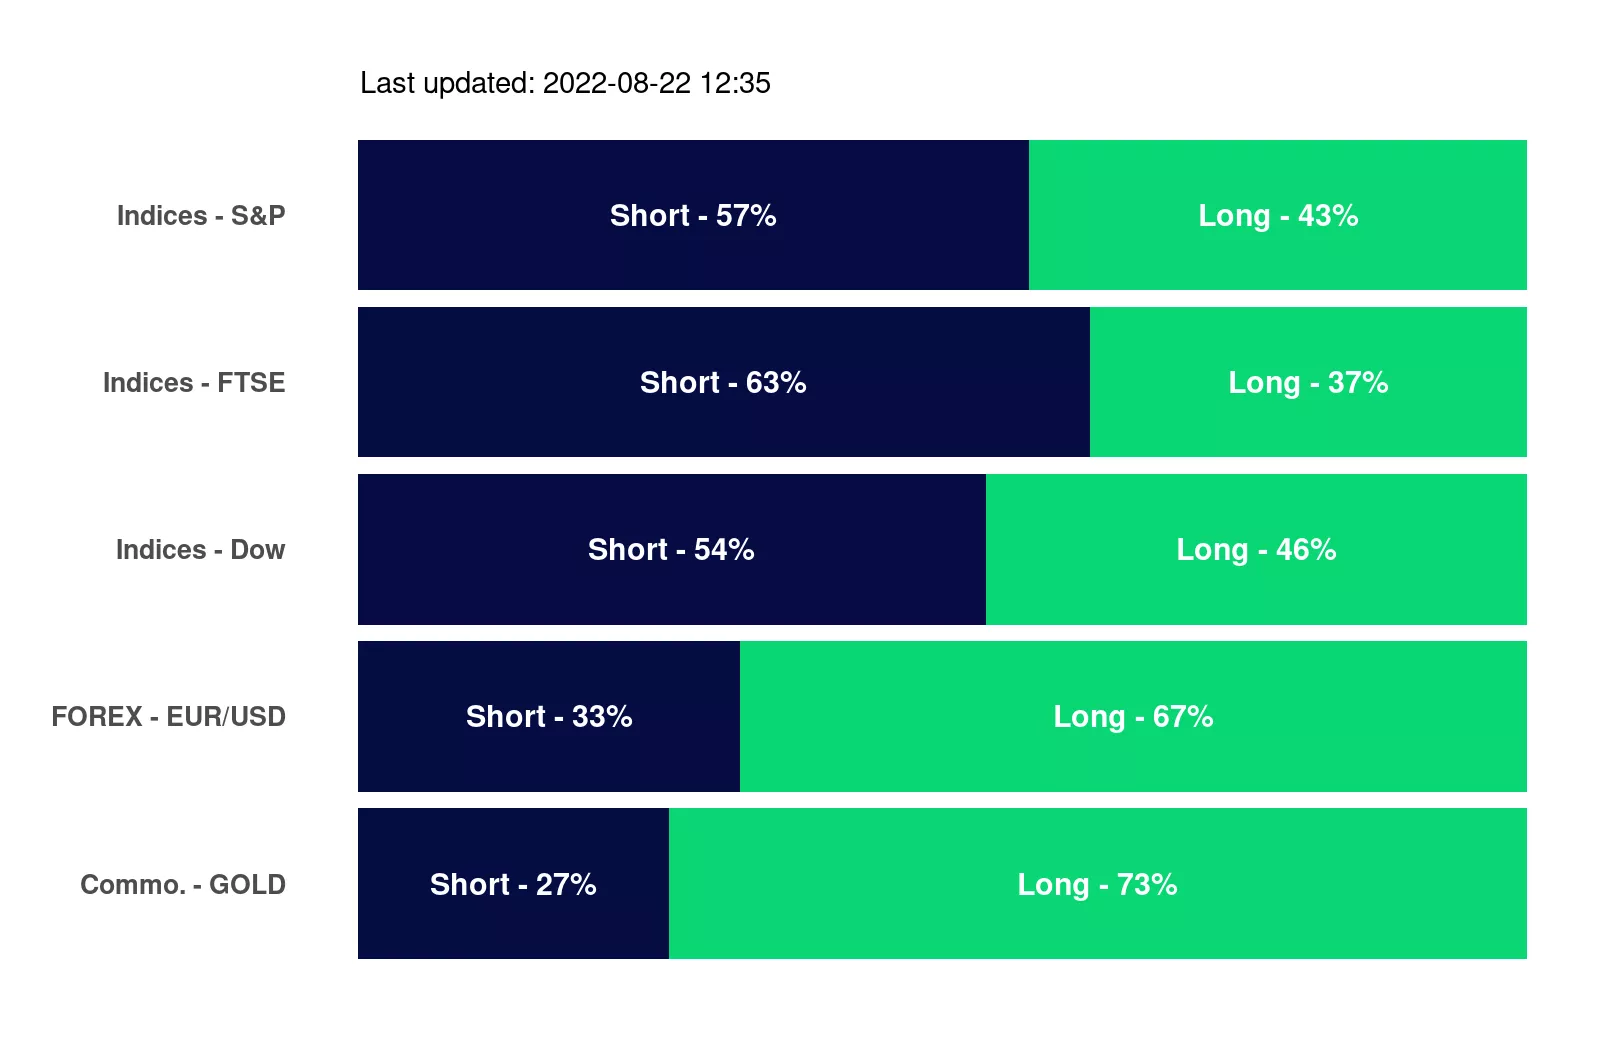 Last updated: 2022-08-22 12:35
Indices - S&P Short - 57% Long - 43%
Indices - FTSE Short - 63% Long - 37%
Indices - Dow Short - 54% Long - 46%
FOREX - EUR/USD Short - 33% Long - 67%
Commo. - GOLD Short - 27% Long - 73%